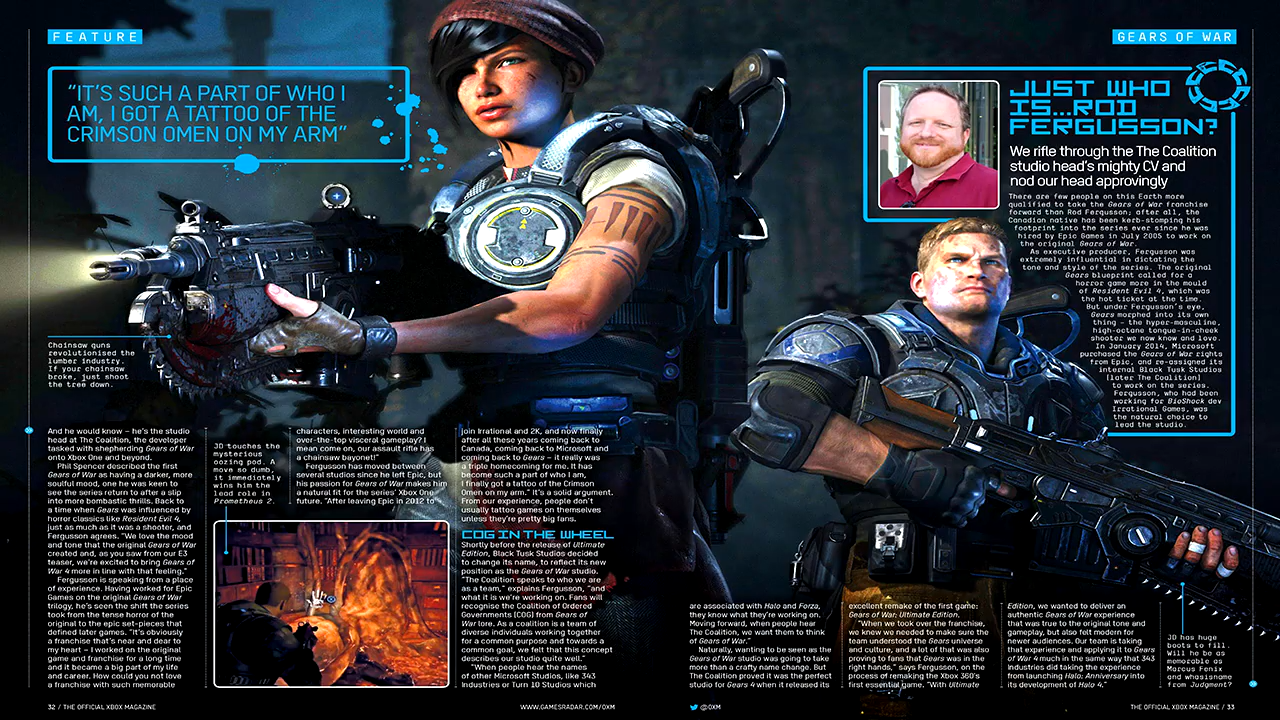 FEATURE
"IT'S SUCH A PART OF WHO I
AM, I GOT A TATTOO OF THE
CRIMSON OMEN ON MY ARM"
Chainsaw guns
revolutionised the
lumber industry.
If your chainsaw
broke, just shoot
the tree down.
And he would know – he's the studio
head at The Coalition, the developer
tasked with shepherding Gears of War
onto Xbox One and beyond.
Phil Spencer described the first
Gears of War as having a darker, more
soulful mood, one he was keen to
see the series return to after a slip
into more bombastic thrills. Back to
a time when Gears was influenced by
horror classics like Resident Evil 4,
just as much as it was a shooter, and
Fergusson agrees. "We love the mood
and tone that the original Gears of War
created and, as you saw from our E3
teaser, we're excited to bring Gears of
War 4 more in line with that feeling."
Fergusson is speaking from a place
of experience. Having worked for Epic
Games on the original Gears of War
trilogy, he's seen the shift the series
took from the tense horror of the
original to the epic set-pieces that
defined later games. "It's obviously
a franchise that's near and dear to
my heart – I worked on the original
game and franchise for a long time
and it became a big part of my life
and career. How could you not love
a franchise with such memorable
JD touches the
mysterious
oozing pod. A
move so dumb,
it immediately
wins him the
lead role in
Prometheus 2.
characters, interesting world and
over-the-top visceral gameplay? I
mean come on, our assault rifle has
a chainsaw bayonet!"
Fergusson has moved between
several studios since he left Epic, but
his passion for Gears of War makes him
a natural fit for the series' Xbox One
future. "After leaving Epic in 2012 to
join Irrational and 2K, and now finally
after all these years coming back to
Canada, coming back to Microsoft and
coming back to Gears – it really was
a triple homecoming for me. It has
become such a part of who I am,
I finally got a tattoo of the Crimson
Omen on my arm." It's a solid argument.
From our experience, people don't
usually tattoo games on themselves
unless they're pretty big fans.
COG IN THE WHEEL
Shortly before the release of Ultimate
Edition, Black Tusk Studios decided
to change its name, to reflect its new
position as the Gears of War studio.
"The Coalition speaks to who we are
as a team," explains Fergusson, "and
what it is we're working on. Fans will
recognise the Coalition of Ordered
Governments [COG] from Gears of
War lore. As a coalition is a team of
diverse individuals working together
for a common purpose and towards a
common goal, we felt that this concept
describes our studio quite well."
"When people hear the names
of other Microsoft Studios, like 343
Industries or Turn 10 Studios which
32 / THE OFFICIAL XBOX MAGAZINE
WWW.GAMESRADAR.COM/OXM
GEARS OF WAR
JUST WHO
IS...ROD
FERGUSSON?
We rifle through the The Coalition
studio head's mighty CV and
nod our head approvingly
There are few people on this Earth more
qualified to take the Gears of War franchise
forward than Rod Fergusson; after all, the
Canadian native has been kerb-stomping his
footprint into the series ever since he was
hired by Epic Games in July 2005 to work on
the original Gears of War.
As executive producer, Fergusson was
extremely influential in dictating the
tone and style of the series. The original
Gears blueprint called for a
horror game more in the mould
of Resident Evil 4, which was
the hot ticket at the time.
But under Fergusson's eye,
Gears morphed into its own
thing – the hyper-masculine,
high-octane tongue-in-cheek
shooter we now know and love.
In January 2014, Microsoft
purchased the Gears of War rights
from Epic, and re-assigned its
internal Black Tusk Studios
[later The Coalition]
to work on the series.
Fergusson, who had been
working for BioShock dev
Irrational Games, was
the natural choice to
lead the studio.
are associated with Halo and Forza,
they know what they're working on.
Moving forward, when people hear
The Coalition, we want them to think
of Gears of War."
Naturally, wanting to be seen as the
Gears of War studio was going to take
more than a crafty name change. But
The Coalition proved it was the perfect
studio for Gears 4 when it released its
excellent remake of the first game:
Gears of War: Ultimate Edition.
"When we took over the franchise,
we knew we needed to make sure the
team understood the Gears universe
and culture, and a lot of that was also
proving to fans that Gears was in the
right hands," says Fergusson, on the
process of remaking the Xbox 360's
first essential game. "With Ultimate
Edition, we wanted to deliver an
authentic Gears of War experience
that was true to the original tone and
gameplay, but also felt modern for
newer audiences. Our team is taking
that experience and applying it to Gears
of War 4 much in the same way that 343
Industries did taking the experience
from launching Halo: Anniversary into
its development of Halo 4."
JD has huge
boots to fill.
Will he be as
memorable as
Marcus Fenix
and whatsisname
from Judgment?
@OXM
THE OFFICIAL XBOX MAGAZINE / 33